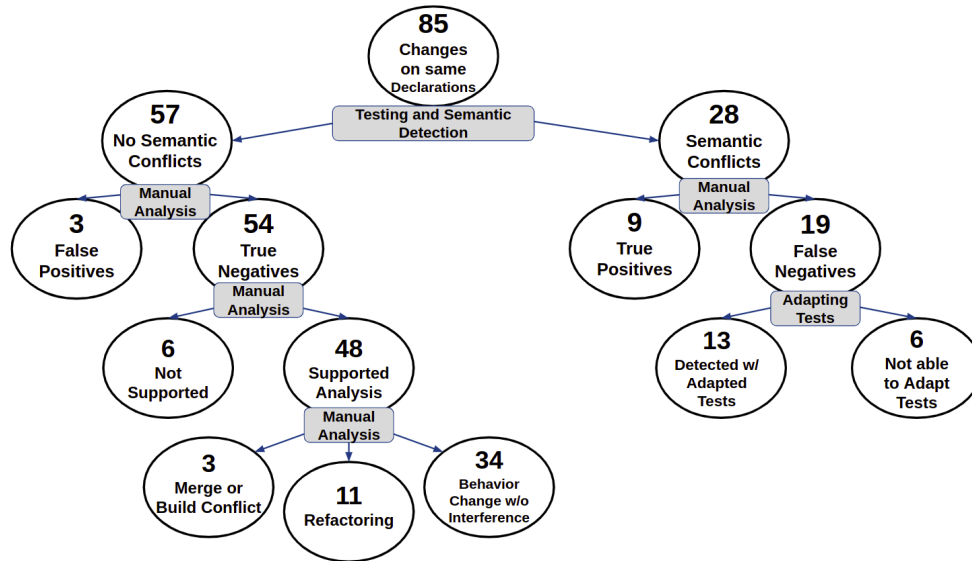 85
Changes
on same
Declarations
Testing and Semantic
Detection
57
No Semantic
Conflicts
28
Semantic
Conflicts
Manual
Analysis
Manual
Analysis
3
False
Positives
54
True
Negatives
9
True
Positives
19
False
Negatives
Manual
Analysis
Adapting
Tests
6
Not
Supported
48
Supported
Analysis
13
Detected w/
Adapted
Tests
6
Not able
to Adapt
Tests
Manual
Analysis
3
Merge or
Build Conflict
11
Refactoring
34
Behavior
Change w/o
Interference